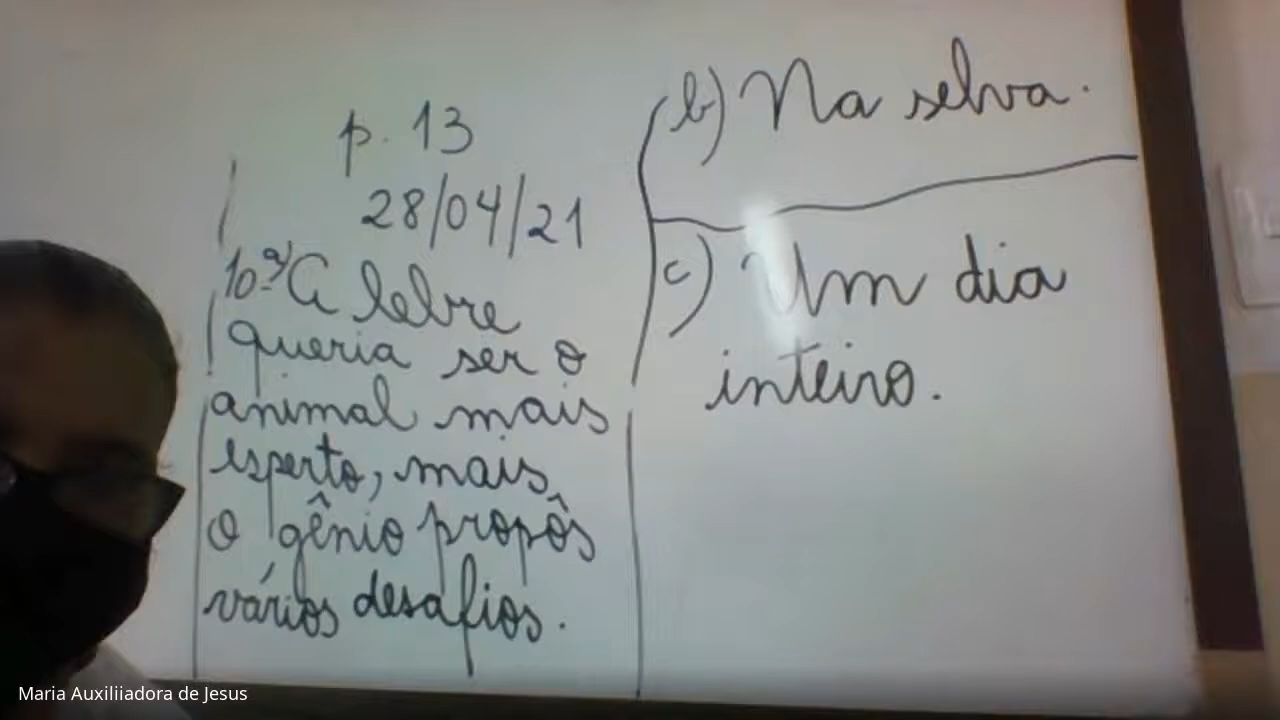 p. 13
28/04/21
10ª) A lebre
queria ser o
animal mais
esperto, mais
o gênio propôs
vários desafios.
b) Na selva.
c) Um dia
inteiro.
Maria Auxiliiadora de Jesus